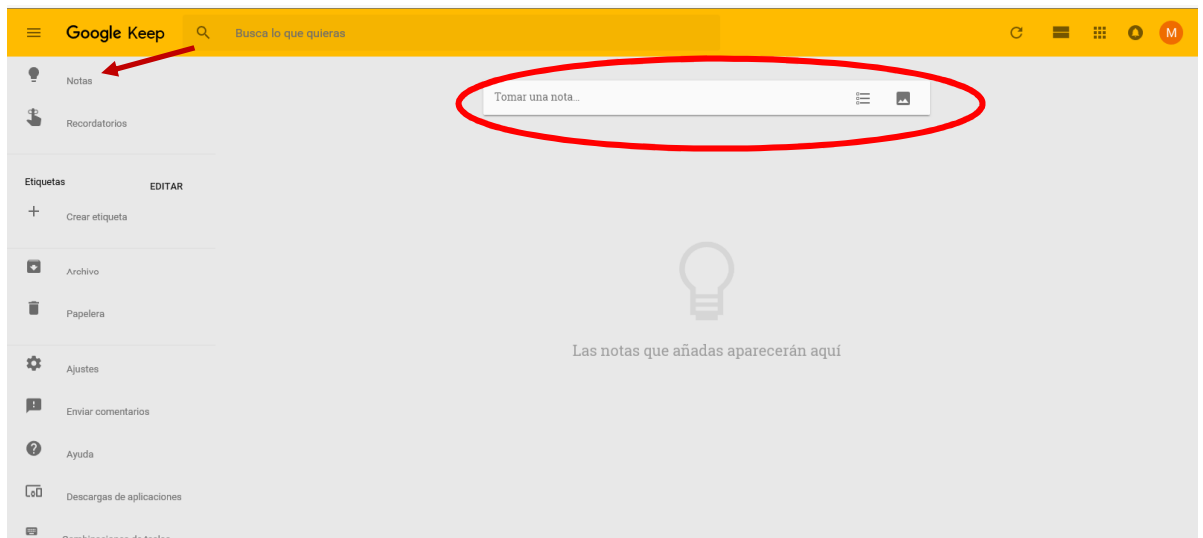 Google Keep
Busca lo que quieras
M
Notas
Recordatorios
Tomar una nota...
Etiquetas EDITAR
Crear etiqueta
Archivo
Papelera
Las notas que añadas aparecerán aquí
Ajustes
Enviar comentarios
Ayuda
Descargas de aplicaciones